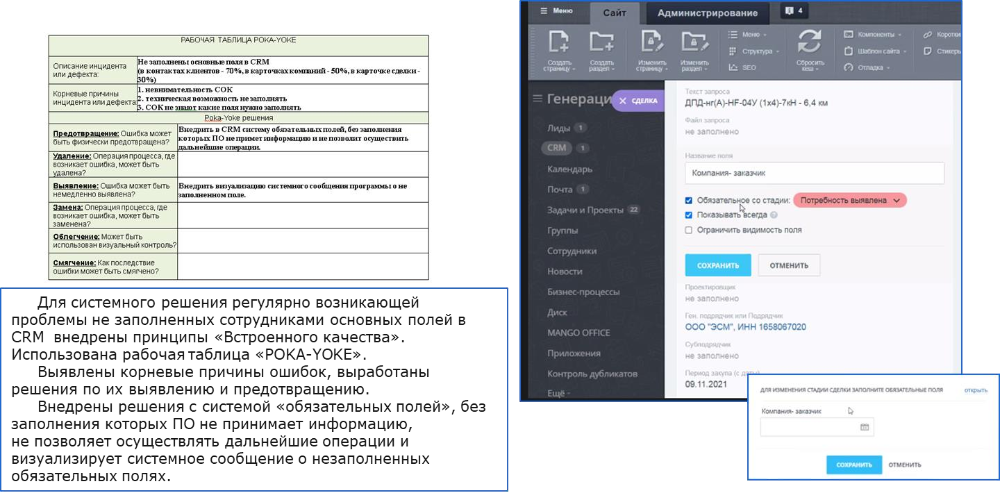 РАБОЧАЯ ТАБЛИЦА POKA-YOKE
Описание инцидента
или дефекта:
Не заполнены основные поля в CRM
(в контактах клиентов - 70%, в карточках компаний - 50%, в карточке сделки -
30%)
Корневые причины
инцидента или дефекта:
1. невнимательность СОК
2. техническая возможность не заполнять
3. СОК не знают какие поля нужно заполнять
Poka-Yoke решения
Предотвращение: Ошибка может
быть физически предотвращена?
Внедрить в CRM систему обязательных полей, без заполнения
которых ПО не примет информацию и не позволит осуществить
дальнейшие операции.
Удаление: Операция процесса, где
возникает ошибка, может быть
удалена?
Выявление: Ошибка может быть
немедленно выявлена?
Внедрить визуализацию системного сообщения программы о не
заполненном поле.
Замена: Операция процесса, где
возникает ошибка, может быть
заменена?
Облегчение: Может быть
использован визуальный контроль?
Смягчение: Как последствие
ошибки может быть смягчено?
Для системного решения регулярно возникающей
проблемы не заполненных сотрудниками основных полей в
CRM внедрены принципы «Встроенного качества».
Использована рабочая таблица «POKA-YOKE».
Выявлены корневые причины ошибок, выработаны
решения по их выявлению и предотвращению.
Внедрены решения с системой «обязательных полей», без
заполнения которых ПО не принимает информацию,
не позволяет осуществлять дальнейшие операции и
визуализирует системное сообщение о незаполненных
обязательных полях.
Меню
Сайт
Администрирование
4
Создать
страницу
Создать
раздел
Изменить
страницу
Изменить
раздел
Меню
Структура
SEO
Сбросить
кеш
Компоненты
Шаблон сайта
Отладка
Коротки
Стикеры
Генераци
СДЕЛКА
Лиды 1
CRM 1
Календарь
Почта 1
Задачи и Проекты 22
Группы
Сотрудники
Новости
Бизнес-процессы
Диск
MANGO OFFICE
Приложения
Контроль дубликатов
Ещё
Текст запроса
ДПД-нг(А)-HF-04У (1х4)-7кН - 6,4 км
Файл запроса
не заполнено
Название поля
Компания- заказчик
Обязательное со стадии: Потребность выявлена
Показывать всегда ?
Ограничить видимость поля
СОХРАНИТЬ
ОТМЕНИТЬ
Проектировщик
не заполнено
Ген. подрядчик или Подрядчик
ООО "ЭСМ", ИНН 1658067020
Субподрядчик
не заполнено
Период закупа (с даты)
09.11.2021
ДЛЯ ИЗМЕНЕНИЯ СТАДИИ СДЕЛКИ ЗАПОЛНИТЕ ОБЯЗАТЕЛЬНЫЕ ПОЛЯ
открыть
Компания- заказчик
СОХРАНИТЬ
ОТМЕНИТЬ